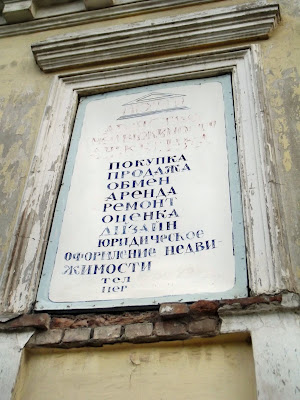 ПОКУПКА
ПРОДАЖА
ОБМЕН
АРЕНДА
РЕМОНТ
ОЦЕНКА
ДИЗАЙН
ЮРИДИЧЕСКОЕ
ОФОРМЛЕНИЕ НЕДВИ-
ЖИМОСТИ
ТЕЛ
ПЕР